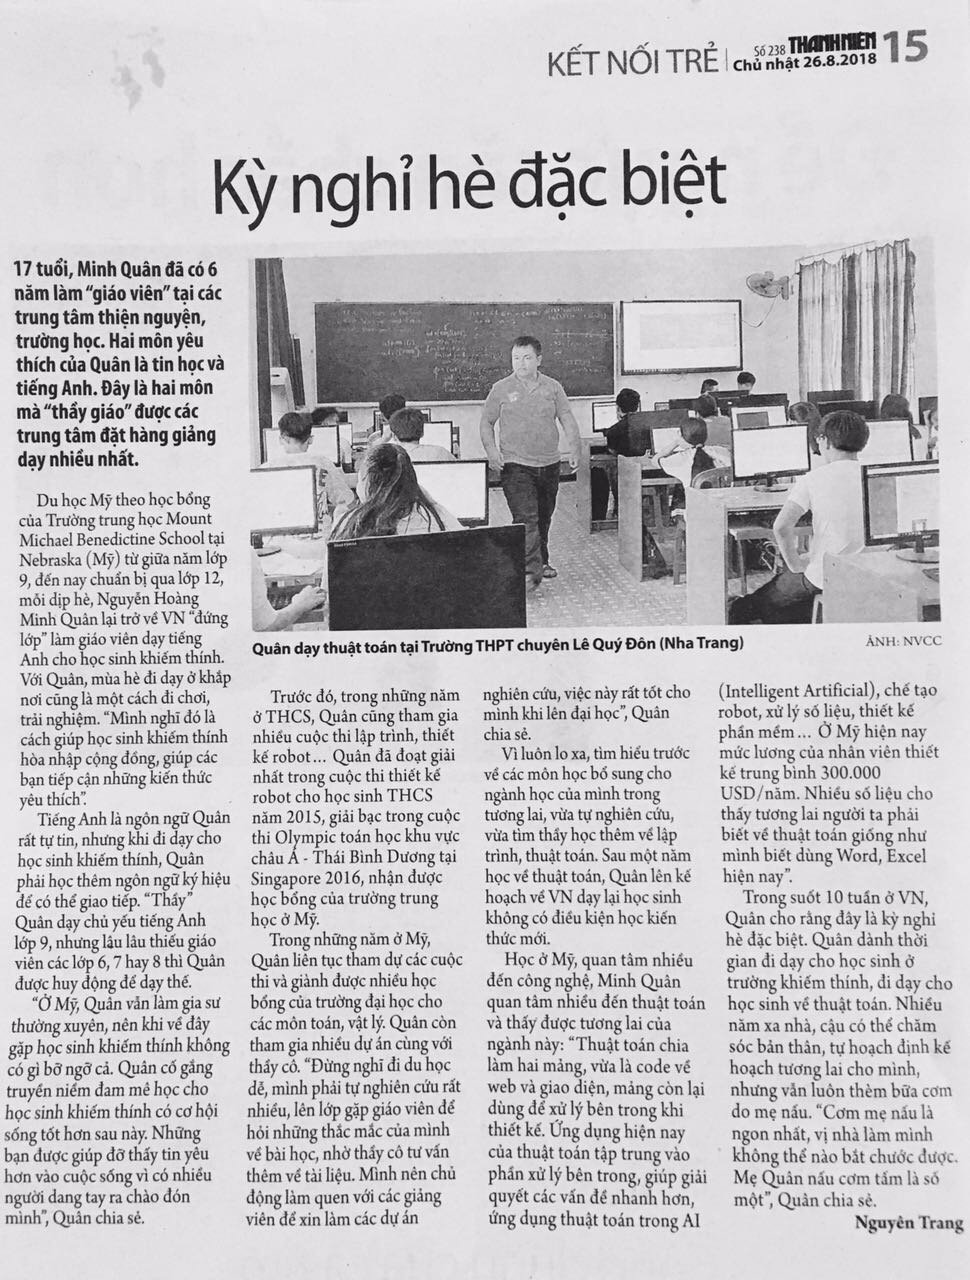 KẾT NỐI TRẺ
Số 238 THANH NIÊN
Chủ nhật 26.8.2018
15
Kỳ nghỉ hè đặc biệt
17 tuổi, Minh Quân đã có 6
năm làm "giáo viên" tại các
trung tâm thiện nguyện,
trường học. Hai môn yêu
thích của Quân là tin học và
tiếng Anh. Đây là hai môn
mà "thầy giáo" được các
trung tâm đặt hàng giảng
dạy nhiều nhất.
Du học Mỹ theo học bổng
của Trường trung học Mount
Michael Benedictine School tại
Nebraska (Mỹ) từ giữa năm lớp
9, đến nay chuẩn bị qua lớp 12,
mỗi dịp hè, Nguyễn Hoàng
Minh Quân lại trở về VN "đứng
lớp" làm giáo viên dạy tiếng
Anh cho học sinh khiếm thính.
Với Quân, mùa hè đi dạy ở khắp
nơi cũng là một cách đi chơi,
trải nghiệm. "Mình nghĩ đó là
cách giúp học sinh khiếm thính
hòa nhập cộng đồng, giúp các
bạn tiếp cận những kiến thức
yêu thích".
Tiếng Anh là ngôn ngữ Quân
rất tự tin, nhưng khi đi dạy cho
học sinh khiếm thính, Quân
phải học thêm ngôn ngữ ký hiệu
để có thể giao tiếp. "Thầy"
Quân dạy chủ yếu tiếng Anh
lớp 9, nhưng lâu lâu thiếu giáo
viên các lớp 6, 7 hay 8 thì Quân
được huy động để dạy thế.
"Ở Mỹ, Quân vẫn làm gia sư
thường xuyên, nên khi về đây
gặp học sinh khiếm thính không
có gì bỡ ngỡ cả. Quân cố gắng
truyền niềm đam mê học cho
học sinh khiếm thính có cơ hội
sống tốt hơn sau này. Những
bạn được giúp đỡ thấy tin yêu
hơn vào cuộc sống vì có nhiều
người dang tay ra chào đón
mình", Quân chia sẻ.
Quân dạy thuật toán tại Trường THPT chuyên Lê Quý Đôn (Nha Trang)
ẢNH: NVCC
Trước đó, trong những năm
ở THCS, Quân cũng tham gia
nhiều cuộc thi lập trình, thiết
kế robot... Quân đã đoạt giải
nhất trong cuộc thi thiết kế
robot cho học sinh THCS
năm 2015, giải bạc trong cuộc
thi Olympic toán học khu vực
châu Á - Thái Bình Dương tại
Singapore 2016, nhận được
học bổng của trường trung
học ở Mỹ.
Trong những năm ở Mỹ,
Quân liên tục tham dự các cuộc
thi và giành được nhiều học
bổng của trường đại học cho
các môn toán, vật lý. Quân còn
tham gia nhiều dự án cùng với
thầy cô. "Đừng nghĩ đi du học
dễ, mình phải tự nghiên cứu rất
nhiều, lên lớp gặp giáo viên để
hỏi những thắc mắc của mình
về bài học, nhờ thầy cô tư vấn
thêm về tài liệu. Mình nên chủ
động làm quen với các giảng
viên để xin làm các dự án
nghiên cứu, việc này rất tốt cho
mình khi lên đại học", Quân
chia sẻ.
Vì luôn lo xa, tìm hiểu trước
về các môn học bổ sung cho
ngành học của mình trong
tương lai, vừa tự nghiên cứu,
vừa tìm thầy học thêm về lập
trình, thuật toán. Sau một năm
học về thuật toán, Quân lên kế
hoạch về VN dạy lại học sinh
không có điều kiện học kiến
thức mới.
Học ở Mỹ, quan tâm nhiều
đến công nghệ, Minh Quân
quan tâm nhiều đến thuật toán
và thấy được tương lai của
ngành này: "Thuật toán chia
làm hai mảng, vừa là code về
web và giao diện, mảng còn lại
dùng để xử lý bên trong khi
thiết kế. Ứng dụng hiện nay
của thuật toán tập trung vào
phần xử lý bên trong, giúp giải
quyết các vấn đề nhanh hơn,
ứng dụng thuật toán trong AI
(Intelligent Artificial), chế tạo
robot, xử lý số liệu, thiết kế
phần mềm... Ở Mỹ hiện nay
mức lương của nhân viên thiết
kế trung bình 300.000
USD/năm. Nhiều số liệu cho
thấy tương lai người ta phải
biết về thuật toán giống như
mình biết dùng Word, Excel
hiện nay".
Trong suốt 10 tuần ở VN,
Quân cho rằng đây là kỳ nghỉ
hè đặc biệt. Quân dành thời
gian đi dạy cho học sinh ở
trường khiếm thính, đi dạy cho
học sinh về thuật toán. Nhiều
năm xa nhà, cậu có thể chăm
sóc bản thân, tự hoạch định kế
hoạch tương lai cho mình,
nhưng vẫn luôn thèm bữa cơm
do mẹ nấu. "Cơm mẹ nấu là
ngon nhất, vị nhà làm mình
không thể nào bắt chước được.
Mẹ Quân nấu cơm tấm là số
một", Quân chia sẻ.
Nguyên Trang